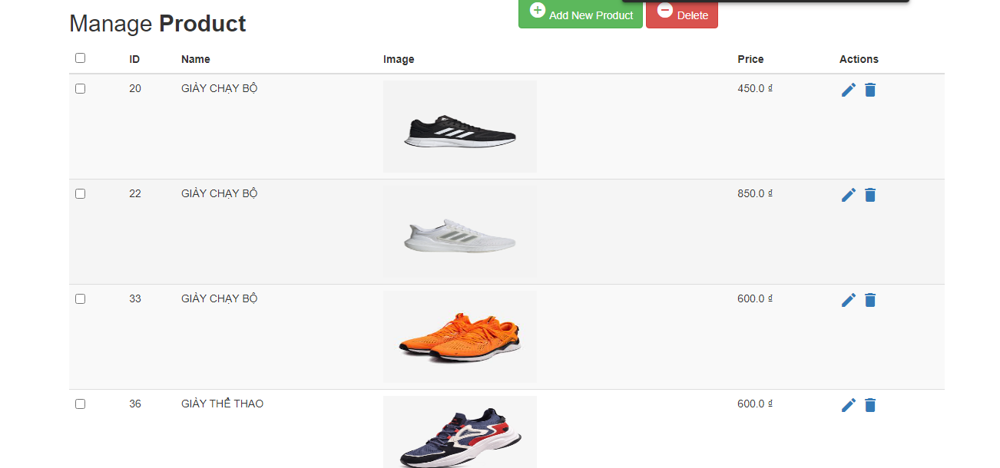 Manage Product
Add New Product
Delete
ID Name Image Price Actions
20 GIÀY CHẠY BỘ 450.0 ₫
22 GIÀY CHẠY BỘ 850.0 ₫
33 GIÀY CHẠY BỘ 600.0 ₫
36 GIÀY THỂ THAO 600.0 ₫